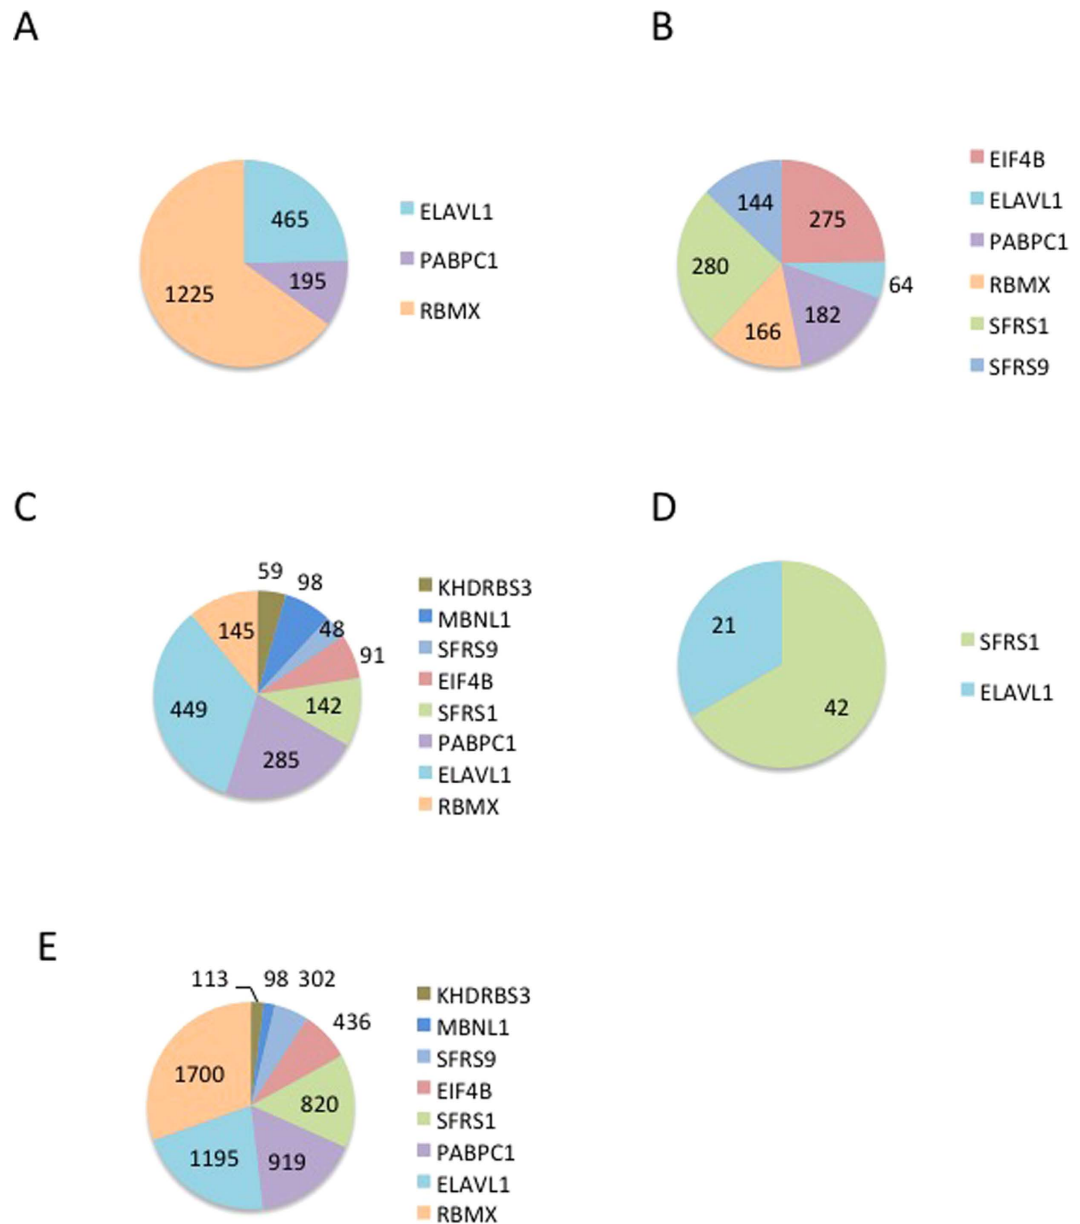 A
465
195
1225
ELAVL1
PABPC1
RBMX
B
275
64
182
166
280
144
EIF4B
ELAVL1
PABPC1
RBMX
SFRS1
SFRS9
C
59
98
48
91
142
285
449
145
KHDRBS3
MBNL1
SFRS9
EIF4B
SFRS1
PABPC1
ELAVL1
RBMX
D
21
42
SFRS1
ELAVL1
E
113
98
302
436
820
919
1195
1700
KHDRBS3
MBNL1
SFRS9
EIF4B
SFRS1
PABPC1
ELAVL1
RBMX